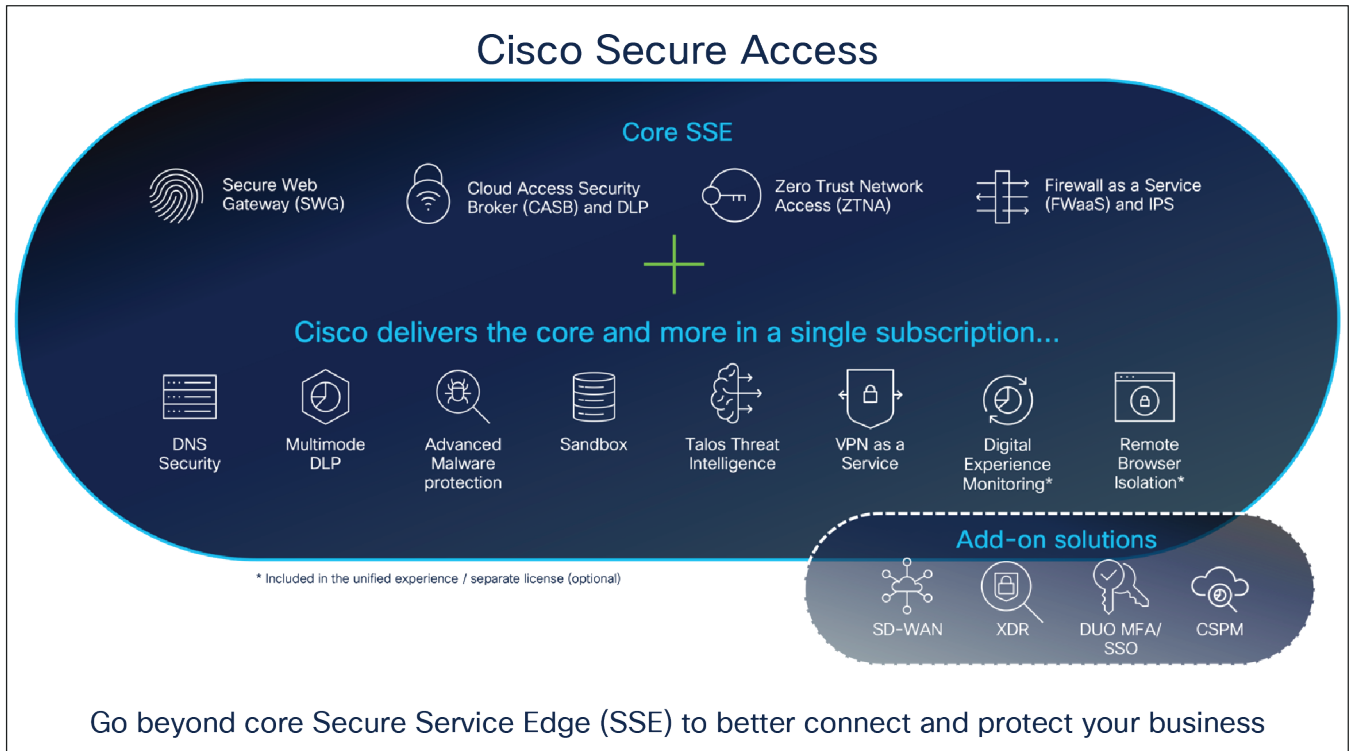 Cisco Secure Access
Core SSE
Secure Web
Gateway (SWG)
Cloud Access Security
Broker (CASB) and DLP
Zero Trust Network
Access (ZTNA)
Firewall as a Service
(FWaaS) and IPS
Cisco delivers the core and more in a single subscription...
DNS
Security
Multimode
DLP
Advanced
Malware
protection
Sandbox
Talos Threat
Intelligence
VPN as a
Service
Digital
Experience
Monitoring*
Remote
Browser
Isolation*
Add-on solutions
SD-WAN
XDR
DUO MFA/
SSO
CSPM
* Included in the unified experience / separate license (optional)
Go beyond core Secure Service Edge (SSE) to better connect and protect your business